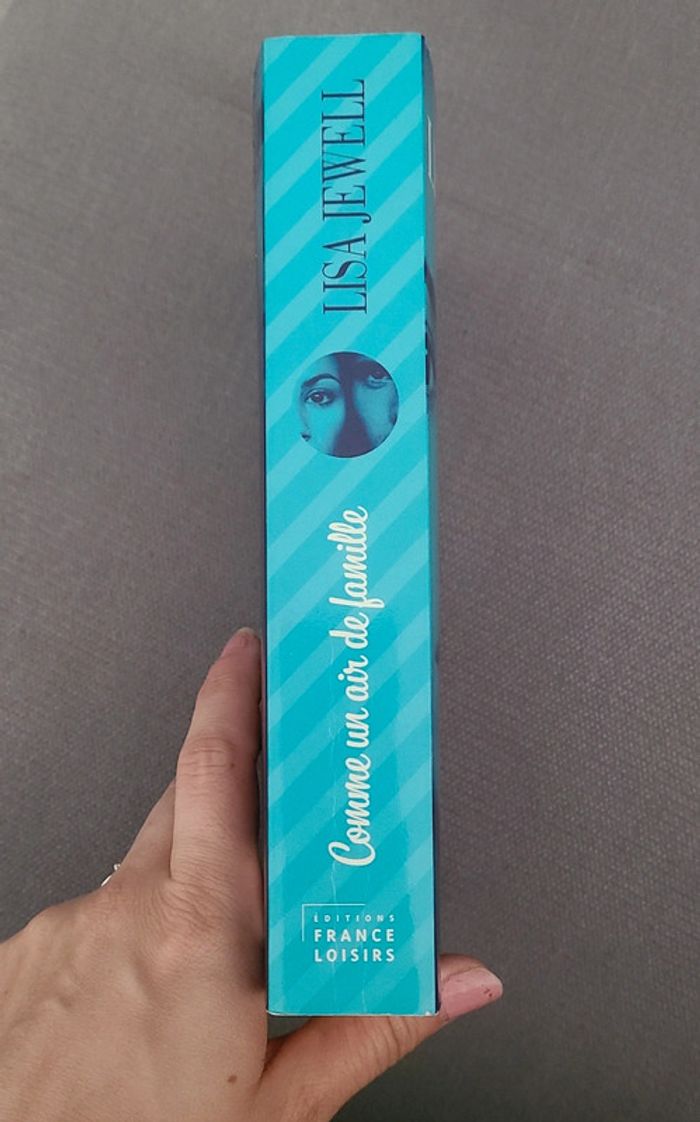 LISA JEWELL
Comme un air de famille
ÉDITIONS
FRANCE
LOISIRS